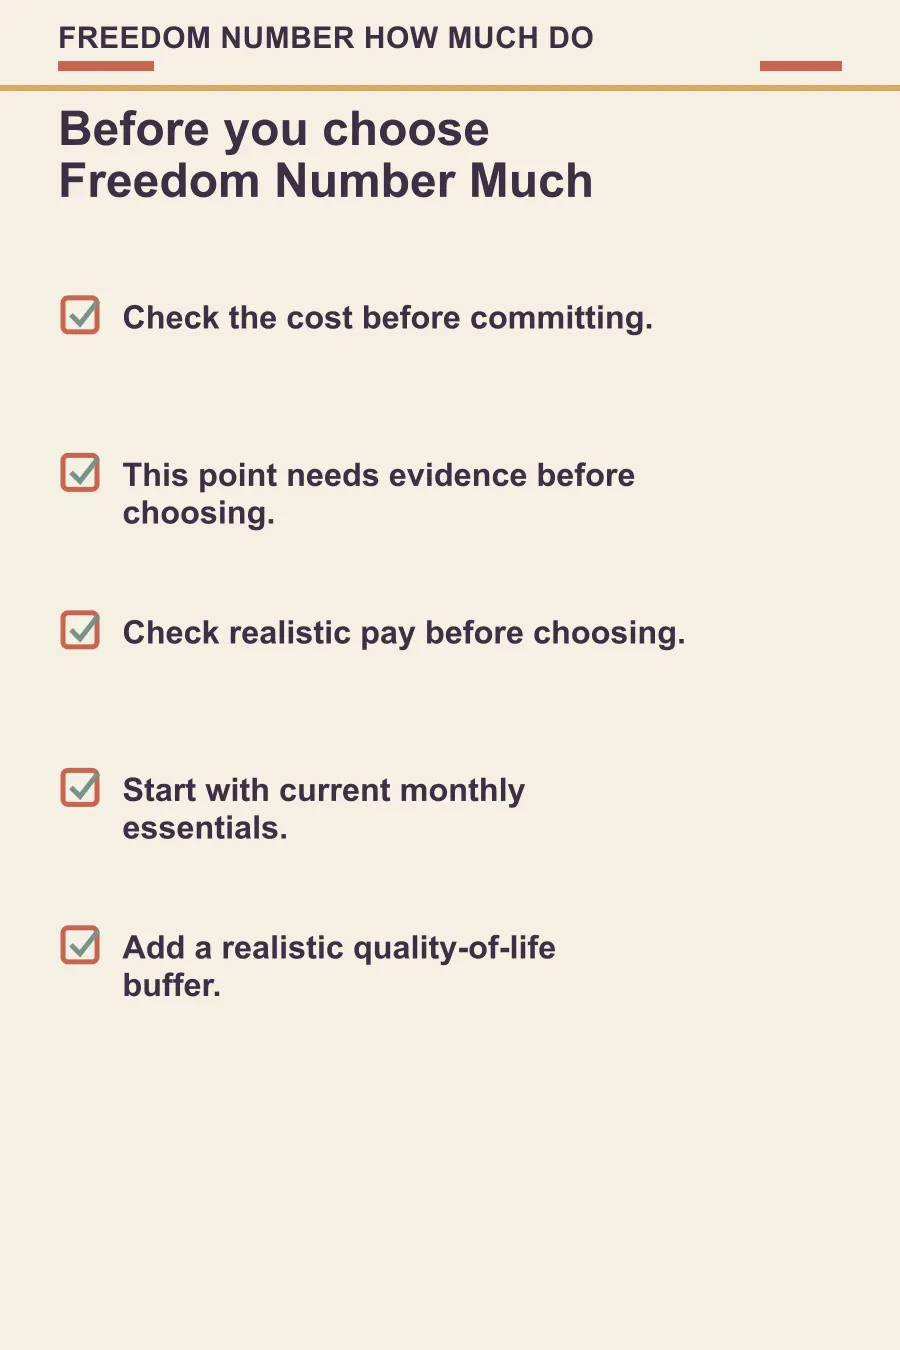 FREEDOM NUMBER HOW MUCH DO
Before you choose
Freedom Number Much
Check the cost before committing.
This point needs evidence before
choosing.
Check realistic pay before choosing.
Start with current monthly
essentials.
Add a realistic quality-of-life
buffer.